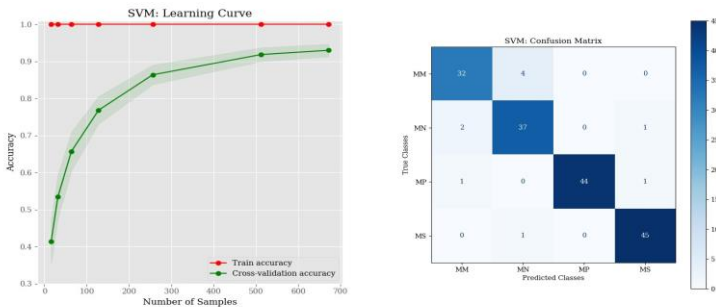 SVM: Learning Curve
1.0
0.9
0.8
0.7
0.6
0.5
0.4
0.3
Accuracy
0
100
200
300
400
500
600
700
Number of Samples
Train accuracy
Cross-validation accuracy
SVM: Confusion Matrix
True Classes
MM
32
4
0
0
MN
2
37
0
1
MP
1
0
44
1
MS
0
1
0
45
MM
MN
MP
MS
Predicted Classes